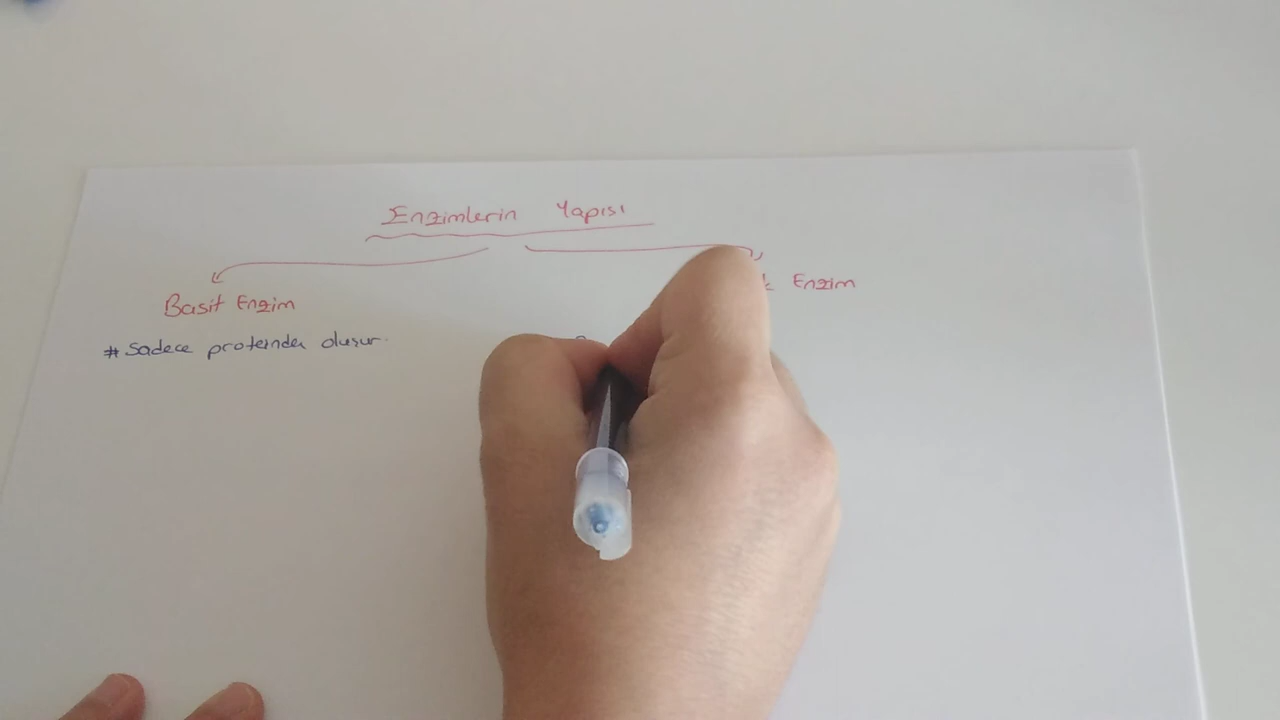 Enzimlerin Yapısı
Basit Enzim
Enzim
# Sadece proteinden oluşur.